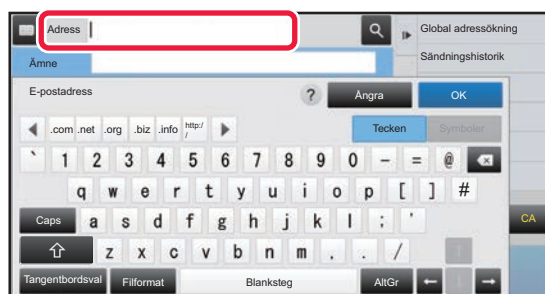 Adress
Global adressökning
Ämne
Sändningshistorik
E-postadress ? Ångra OK
.com .net .org .biz .info http:/ / Tecken Symboler
` 1 2 3 4 5 6 7 8 9 0 - = @
q w e r t y u i o p [ ] #
Caps a s d f g h j k l ; ' CA
z x c v b n m . . /
Tangentbordsval Filformat Blanksteg AltGr